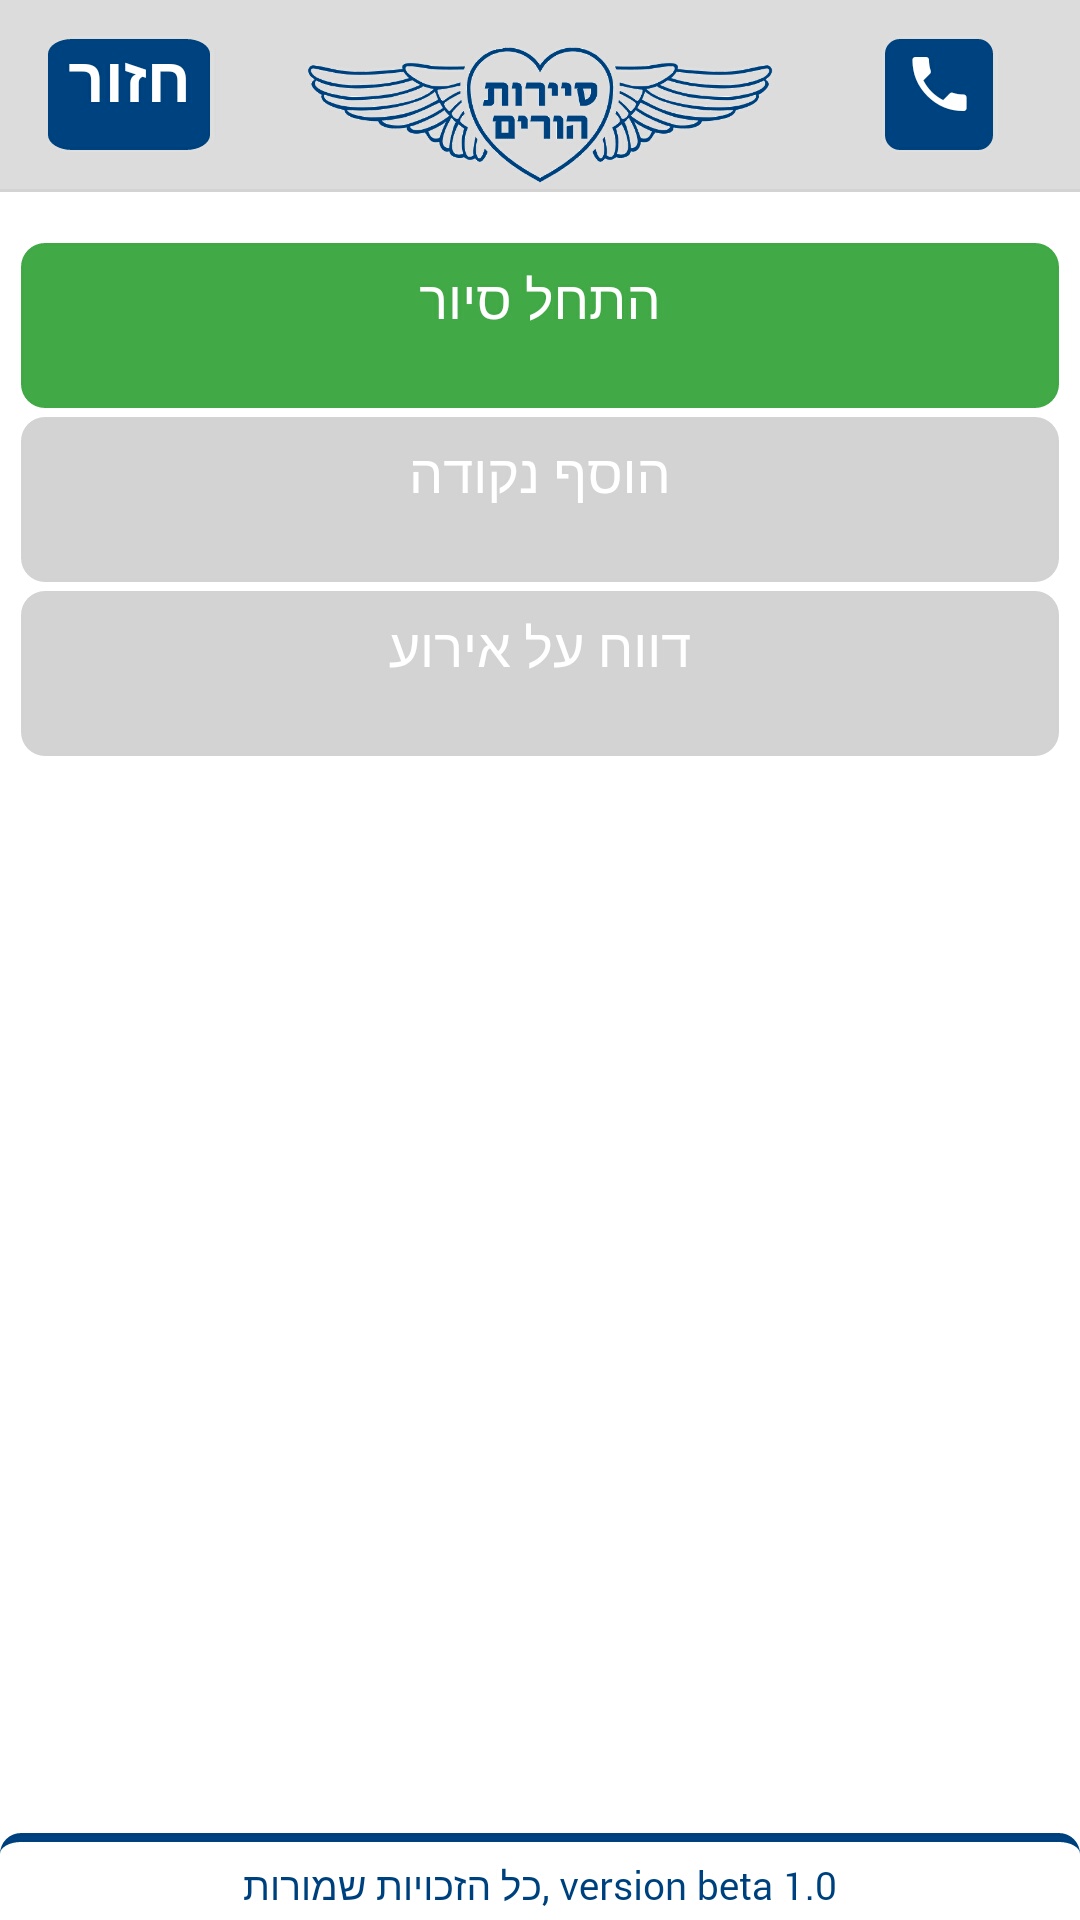 חזור
סיירות
הורים
התחל סיור
הוסף נקודה
דווח על אירוע
כל הזכויות שמורות, version beta 1.0